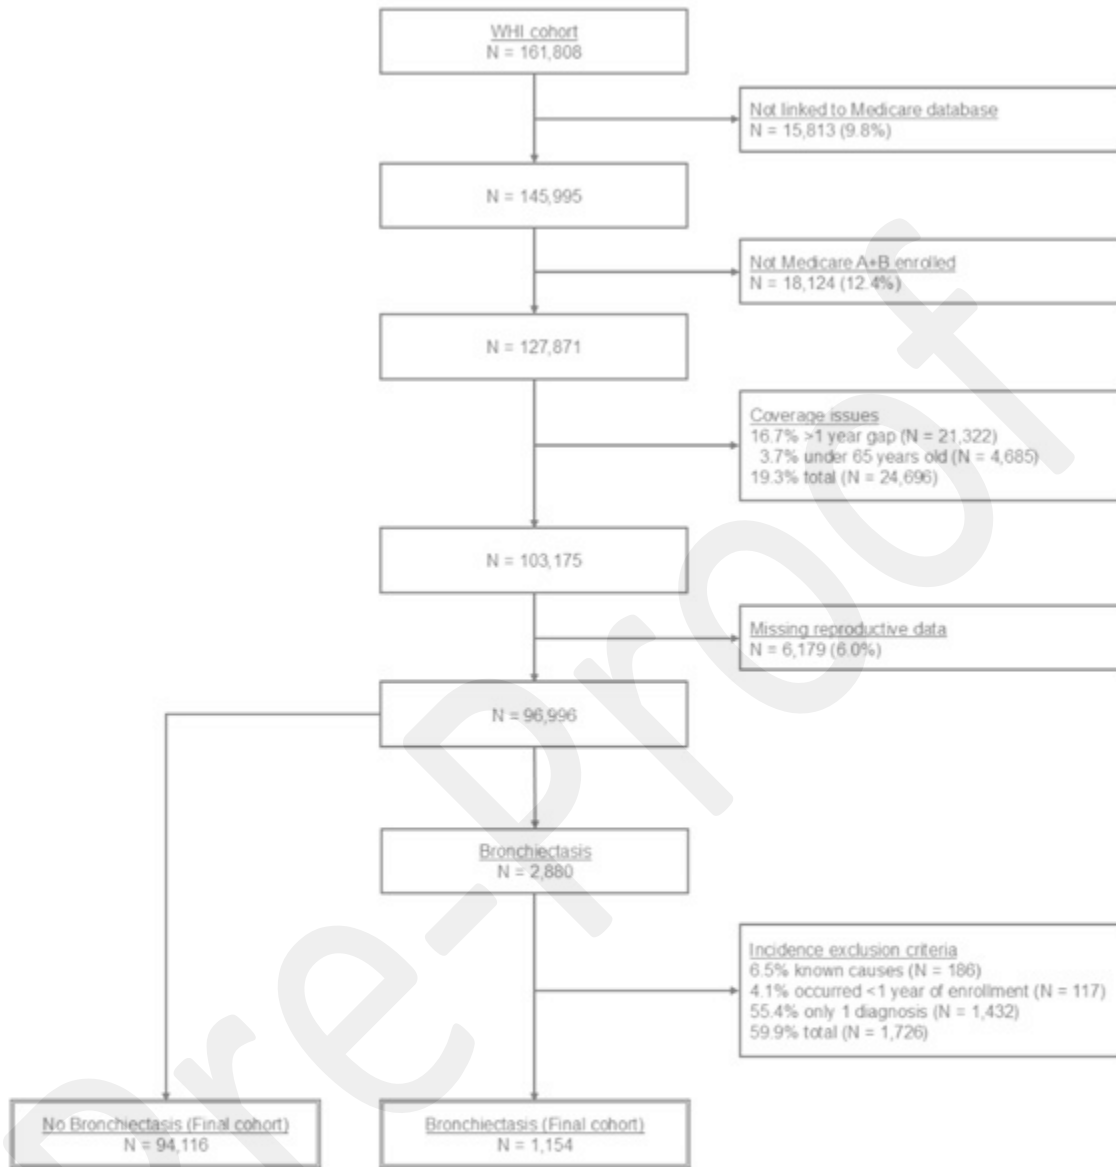 WHI cohort
N = 161,808
Not linked to Medicare database
N = 15,813 (9.8%)
N = 145,995
Not Medicare A+B enrolled
N = 18,124 (12.4%)
N = 127,871
Coverage issues
16.7% >1 year gap (N = 21,322)
3.7% under 65 years old (N = 4,685)
19.3% total (N = 24,696)
N = 103,175
Missing reproductive data
N = 6,179 (6.0%)
N = 96,996
Bronchiectasis
N = 2,880
Incidence exclusion criteria
6.5% known causes (N = 186)
4.1% occurred <1 year of enrollment (N = 117)
55.4% only 1 diagnosis (N = 1,432)
59.9% total (N = 1,726)
No Bronchiectasis (Final cohort)
N = 94,116
Bronchiectasis (Final cohort)
N = 1,154
Pre-Proof